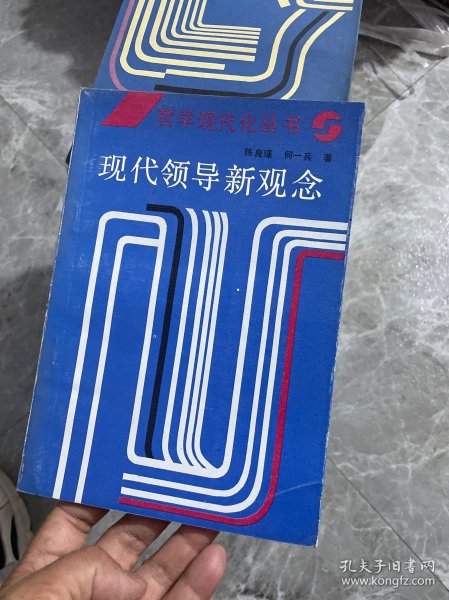 哲学现代化丛书
陈良瑾 何一兵 著
现代领导新观念
孔夫子旧书网
www.kongfz.com